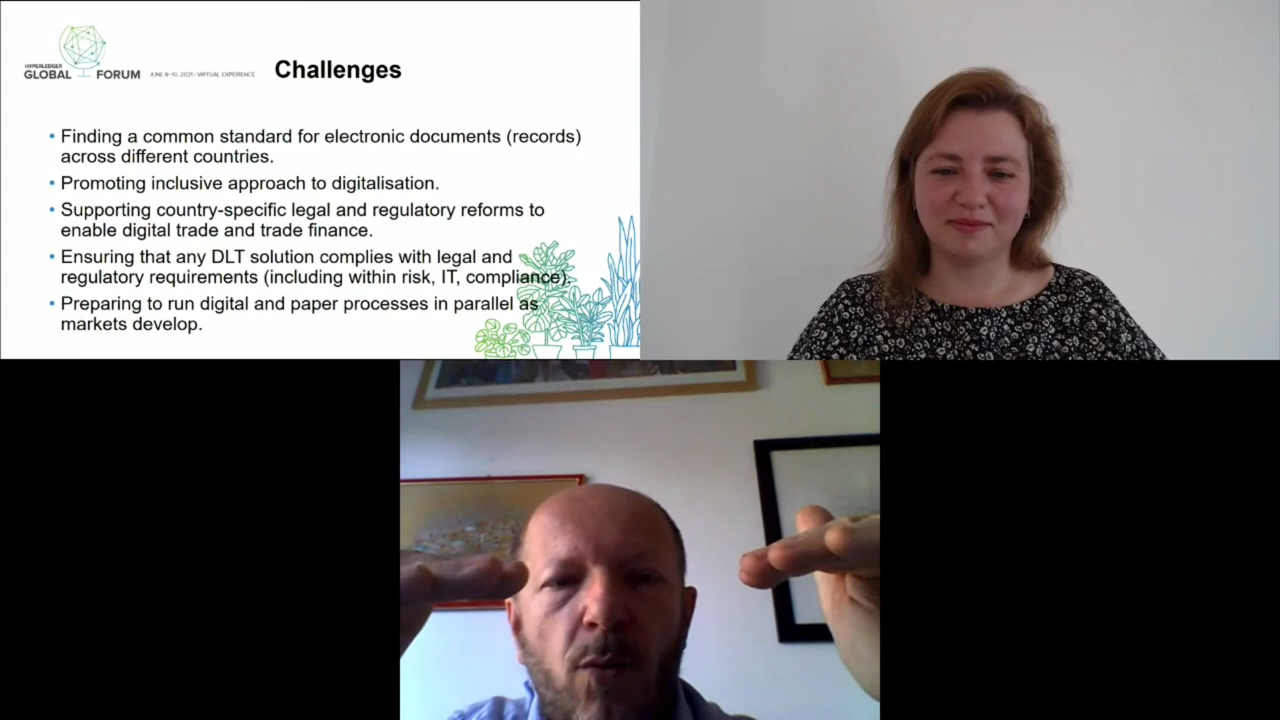 HYPERLEDGER
GLOBAL FORUM
JUNE 8-10, 2021 | VIRTUAL EXPERIENCE
Challenges
• Finding a common standard for electronic documents (records)
across different countries.
• Promoting inclusive approach to digitalisation.
• Supporting country-specific legal and regulatory reforms to
enable digital trade and trade finance.
• Ensuring that any DLT solution complies with legal and
regulatory requirements (including within risk, IT, compliance).
• Preparing to run digital and paper processes in parallel as
markets develop.